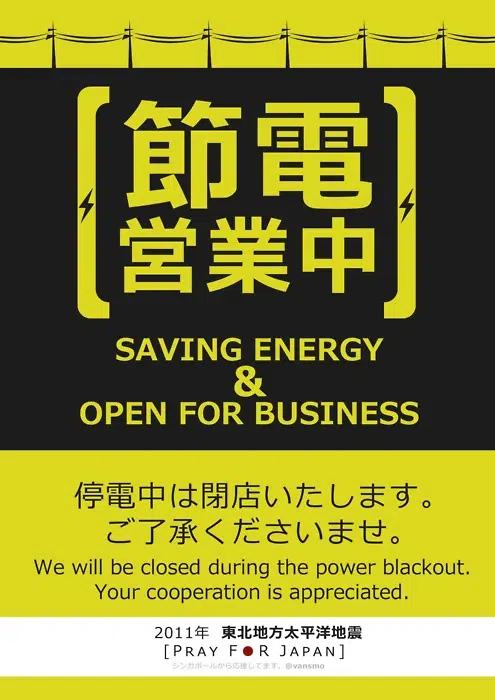 節電
営業中
SAVING ENERGY
&
OPEN FOR BUSINESS
停電中は閉店いたします。
ご了承くださいませ。
We will be closed during the power blackout.
Your cooperation is appreciated.
2011年 東北地方太平洋地震
[PRAY FOR JAPAN]
シンガポールから応援してます。@vansmo